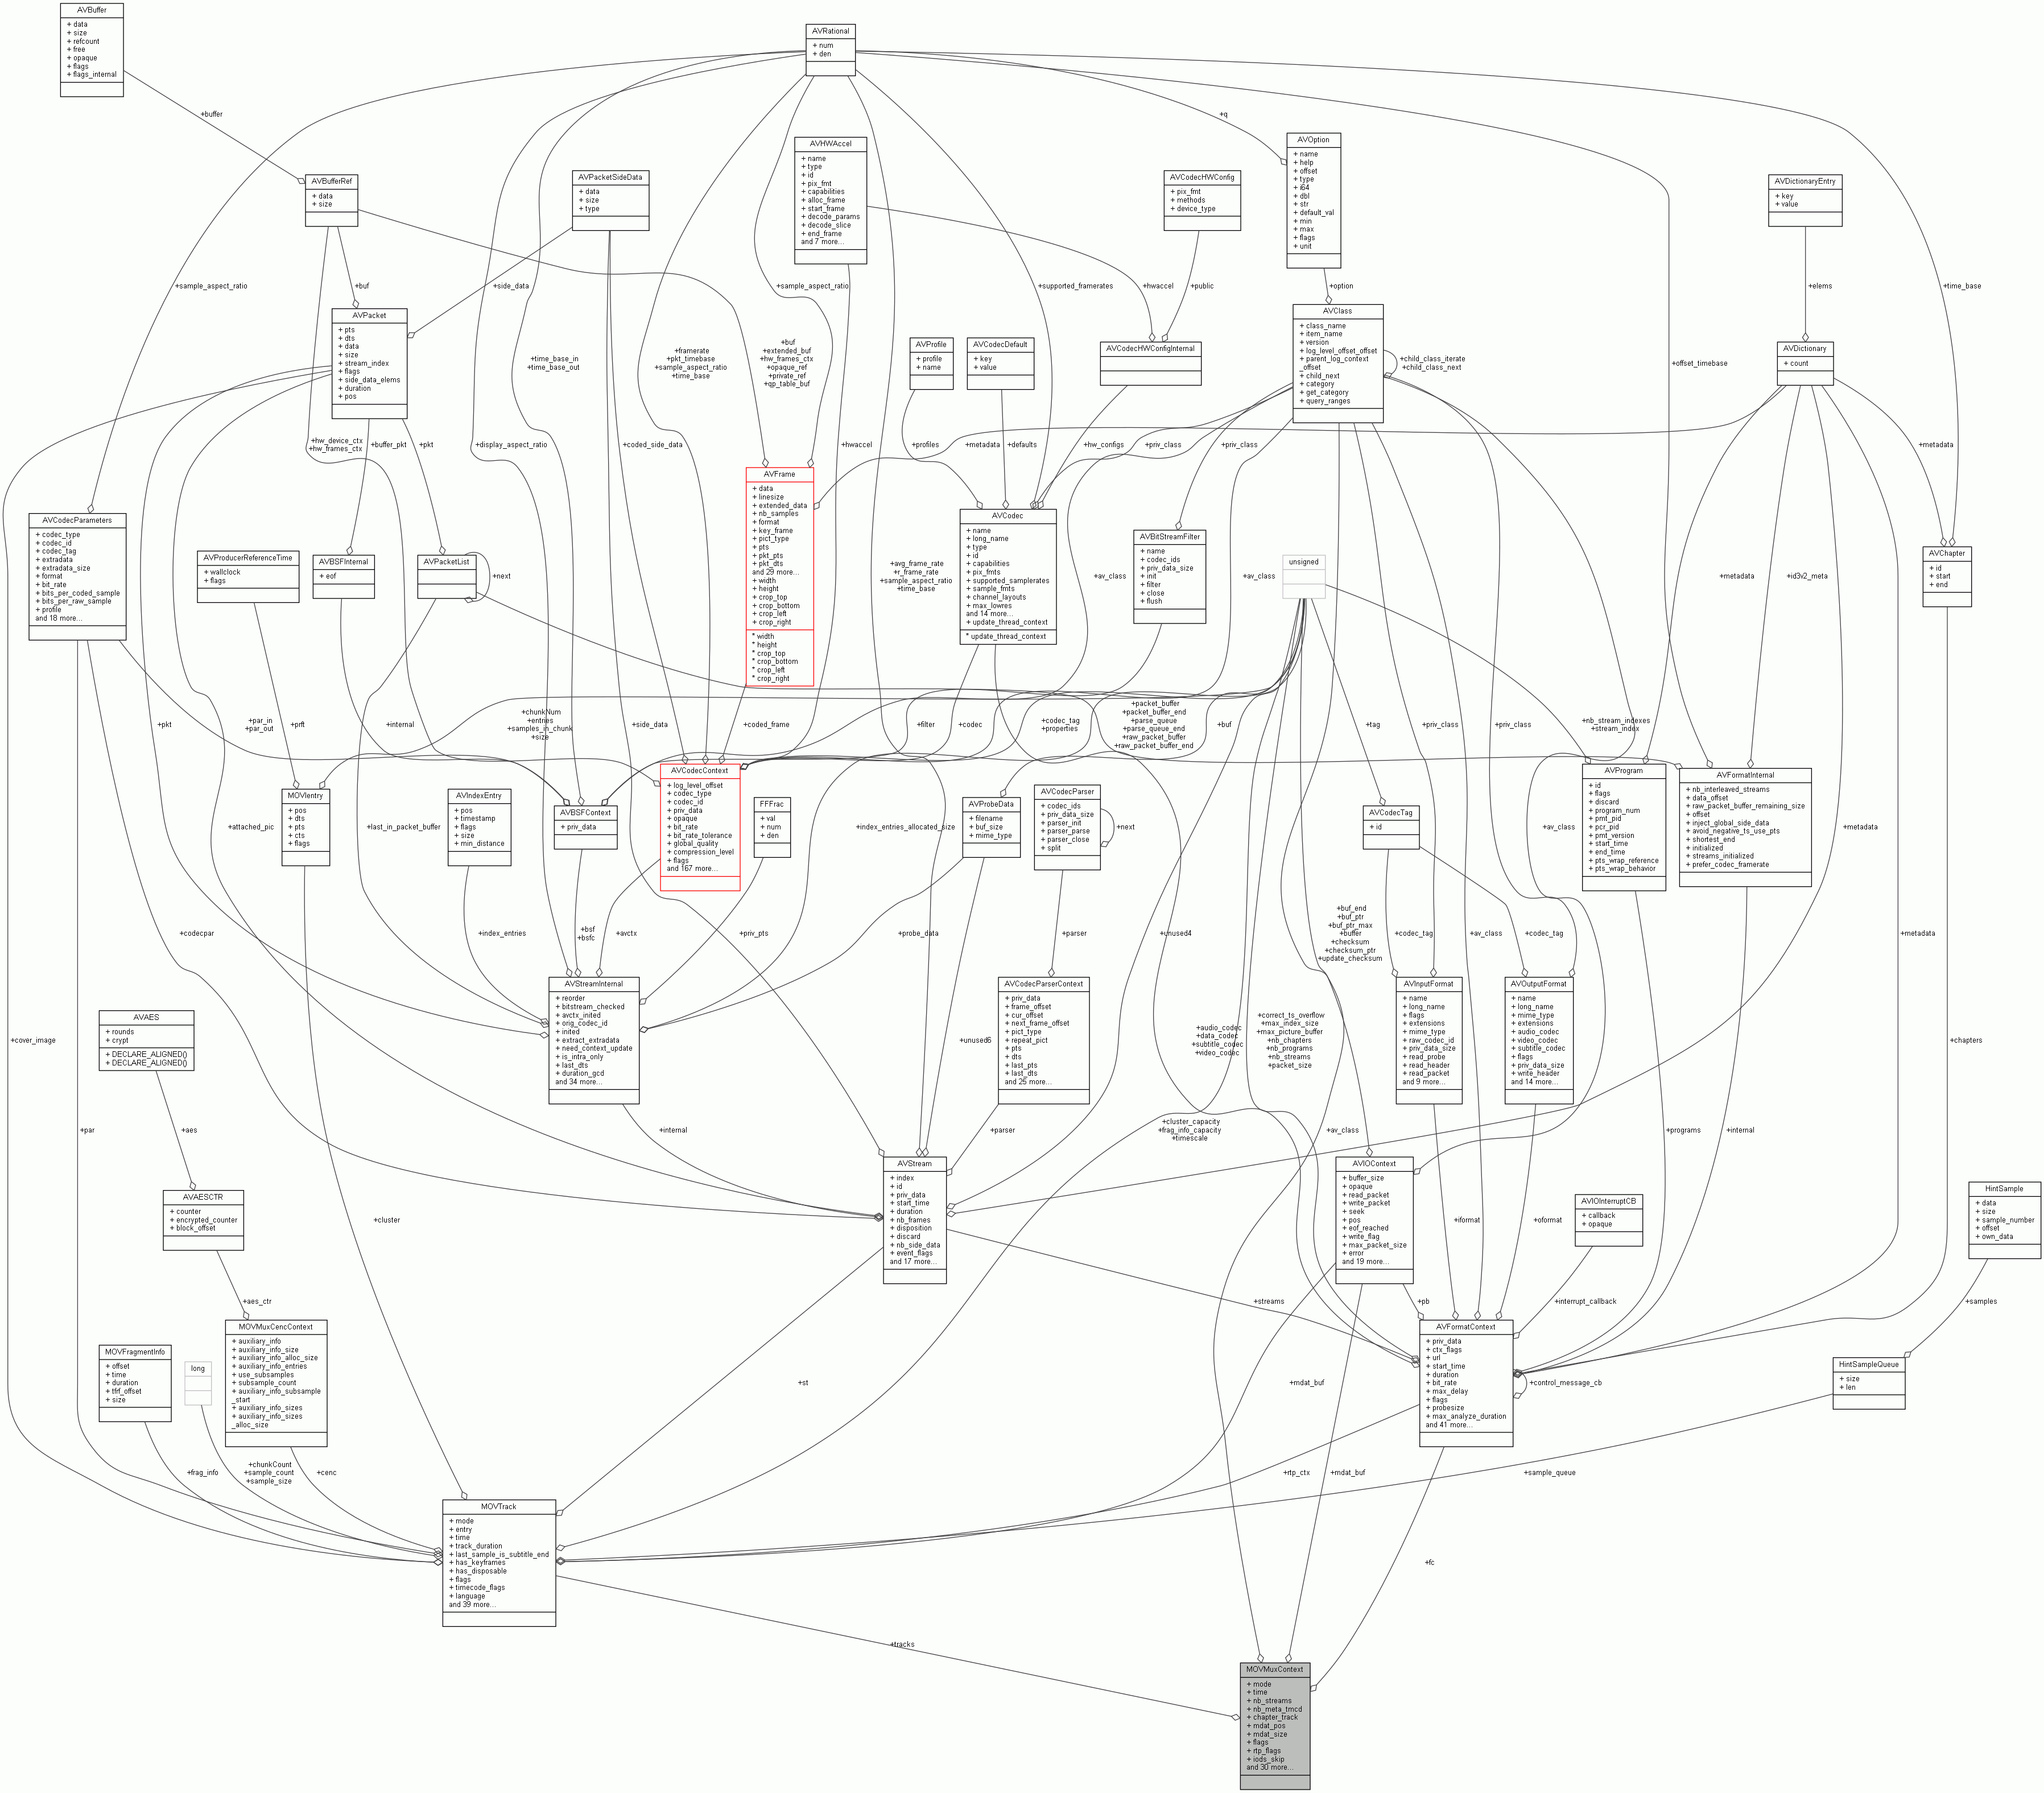 AVBuffer
+ data
+ size
+ refcount
+ free
+ opaque
+ flags
+ flags_internal
AVRational
+ num
+ den
+buffer
+q
AVOption
+ name
+ help
+ offset
+ type
+ i64
+ dbl
+ str
+ default_val
+ min
+ max
+ flags
+ unit
AVHWAccel
+ name
+ type
+ id
+ pix_fmt
+ capabilities
+ alloc_frame
+ start_frame
+ decode_params
+ decode_slice
+ end_frame
and 7 more...
AVBufferRef
+ data
+ size
AVPacketSideData
+ data
+ size
+ type
AVCodecHWConfig
+ pix_fmt
+ methods
+ device_type
AVDictionaryEntry
+ key
+ value
+sample_aspect_ratio
+buf
+side_data
+sample_aspect_ratio
+supported_framerates
+hwaccel
+public
+option
+elems
+time_base
AVPacket
+ pts
+ dts
+ data
+ size
+ stream_index
+ flags
+ side_data_elems
+ duration
+ pos
+time_base_in
+time_base_out
+framerate
+pkt_timebase
+sample_aspect_ratio
+time_base
+buf
+extended_buf
+hw_frames_ctx
+opaque_ref
+private_ref
+qp_table_buf
AVProfile
+ profile
+ name
AVCodecDefault
+ key
+ value
AVCodecHWConfigInternal
AVClass
+ class_name
+ item_name
+ version
+ log_level_offset_offset
+ parent_log_context
_offset
+ child_next
+ category
+ get_category
+ query_ranges
+child_class_iterate
+child_class_next
+offset_timebase
AVDictionary
+ count
+hw_device_ctx
+hw_frames_ctx
+buffer_pkt
+pkt
+display_aspect_ratio
+coded_side_data
+hwaccel
+profiles
+metadata
+defaults
+hw_configs
+priv_class
+priv_class
+metadata
AVFrame
+ data
+ linesize
+ extended_data
+ nb_samples
+ format
+ key_frame
+ pict_type
+ pts
+ pkt_pts
+ pkt_dts
and 29 more...
+ width
+ height
+ crop_top
+ crop_bottom
+ crop_left
+ crop_right
* width
* height
* crop_top
* crop_bottom
* crop_left
* crop_right
AVCodecParameters
+ codec_type
+ codec_id
+ codec_tag
+ extradata
+ extradata_size
+ format
+ bit_rate
+ bits_per_coded_sample
+ bits_per_raw_sample
+ profile
and 18 more...
AVProducerReferenceTime
+ wallclock
+ flags
AVBSFInternal
+ eof
AVPacketList
+next
+avg_frame_rate
+r_frame_rate
+sample_aspect_ratio
+time_base
AVCodec
+ name
+ long_name
+ type
+ id
+ capabilities
+ pix_fmts
+ supported_samplerates
+ sample_fmts
+ channel_layouts
+ max_lowres
and 14 more...
+ update_thread_context
* update_thread_context
+av_class
AVBitStreamFilter
+ name
+ codec_ids
+ priv_data_size
+ init
+ filter
+ close
+ flush
+av_class
unsigned
+metadata
+id3v2_meta
AVChapter
+ id
+ start
+ end
+pkt
+par_in
+par_out
+prft
+internal
+chunkNum
+entries
+samples_in_chunk
+size
+side_data
+coded_frame
+filter
+codec
+codec_tag
+properties
+packet_buffer
+packet_buffer_end
+parse_queue
+parse_queue_end
+raw_packet_buffer
+raw_packet_buffer_end
+buf
+tag
+priv_class
+priv_class
+nb_stream_indexes
+stream_index
MOVIentry
+ pos
+ dts
+ pts
+ cts
+ flags
AVIndexEntry
+ pos
+ timestamp
+ flags
+ size
+ min_distance
AVBSFContext
+ priv_data
AVCodecContext
+ log_level_offset
+ codec_type
+ codec_id
+ priv_data
+ opaque
+ bit_rate
+ bit_rate_tolerance
+ global_quality
+ compression_level
+ flags
and 167 more...
FFFrac
+ val
+ num
+ den
AVProbeData
+ filename
+ buf_size
+ mime_type
AVCodecParser
+ codec_ids
+ priv_data_size
+ parser_init
+ parser_parse
+ parser_close
+ split
+next
AVCodecTag
+ id
AVProgram
+ id
+ flags
+ discard
+ program_num
+ pmt_pid
+ pcr_pid
+ pmt_version
+ start_time
+ end_time
+ pts_wrap_reference
+ pts_wrap_behavior
AVFormatInternal
+ nb_interleaved_streams
+ data_offset
+ raw_packet_buffer_remaining_size
+ offset
+ inject_global_side_data
+ avoid_negative_ts_use_pts
+ shortest_end
+ initialized
+ streams_initialized
+ prefer_codec_framerate
+attached_pic
+last_in_packet_buffer
+index_entries_allocated_size
+av_class
+metadata
+codecpar
+index_entries
+bsf
+bsfc
+avctx
+priv_pts
+probe_data
+parser
+unused4
+buf_end
+buf_ptr
+buf_ptr_max
+buffer
+checksum
+checksum_ptr
+update_checksum
+codec_tag
+av_class
+codec_tag
+metadata
AVAES
+ rounds
+ crypt
+ DECLARE_ALIGNED()
+ DECLARE_ALIGNED()
AVStreamInternal
+ reorder
+ bitstream_checked
+ avctx_inited
+ orig_codec_id
+ inited
+ extract_extradata
+ need_context_update
+ is_intra_only
+ last_dts
+ duration_gcd
and 34 more...
AVCodecParserContext
+ priv_data
+ frame_offset
+ cur_offset
+ next_frame_offset
+ pict_type
+ repeat_pict
+ pts
+ dts
+ last_pts
+ last_dts
and 25 more...
AVInputFormat
+ name
+ long_name
+ flags
+ extensions
+ mime_type
+ raw_codec_id
+ priv_data_size
+ read_probe
+ read_header
+ read_packet
and 9 more...
AVOutputFormat
+ name
+ long_name
+ mime_type
+ extensions
+ audio_codec
+ video_codec
+ subtitle_codec
+ flags
+ priv_data_size
+ write_header
and 14 more...
+cover_image
+unused6
+audio_codec
+data_codec
+subtitle_codec
+video_codec
+correct_ts_overflow
+max_index_size
+max_picture_buffer
+nb_chapters
+nb_programs
+nb_streams
+packet_size
+chapters
+par
+aes
+internal
+parser
+cluster_capacity
+frag_info_capacity
+timescale
+av_class
+programs
+internal
AVAESCTR
+ counter
+ encrypted_counter
+ block_offset
+cluster
AVStream
+ index
+ id
+ priv_data
+ start_time
+ duration
+ nb_frames
+ disposition
+ discard
+ nb_side_data
+ event_flags
and 17 more...
AVIOContext
+ buffer_size
+ opaque
+ read_packet
+ write_packet
+ seek
+ pos
+ eof_reached
+ write_flag
+ max_packet_size
+ error
and 19 more...
+iformat
+oformat
AVIOInterruptCB
+ callback
+ opaque
HintSample
+ data
+ size
+ sample_number
+ offset
+ own_data
+aes_ctr
+streams
+pb
+interrupt_callback
+samples
MOVFragmentInfo
+ offset
+ time
+ duration
+ tfrf_offset
+ size
long
MOVMuxCencContext
+ auxiliary_info
+ auxiliary_info_size
+ auxiliary_info_alloc_size
+ auxiliary_info_entries
+ use_subsamples
+ subsample_count
+ auxiliary_info_subsample
_start
+ auxiliary_info_sizes
+ auxiliary_info_sizes
_alloc_size
+st
+mdat_buf
AVFormatContext
+ priv_data
+ ctx_flags
+ url
+ start_time
+ duration
+ bit_rate
+ max_delay
+ flags
+ probesize
+ max_analyze_duration
and 41 more...
+control_message_cb
HintSampleQueue
+ size
+ len
+frag_info
+chunkCount
+sample_count
+sample_size
+cenc
+rtp_ctx
+mdat_buf
+sample_queue
MOVTrack
+ mode
+ entry
+ time
+ track_duration
+ last_sample_is_subtitle_end
+ has_keyframes
+ has_disposable
+ flags
+ timecode_flags
+ language
and 39 more...
+fc
+tracks
MOVMuxContext
+ mode
+ time
+ nb_streams
+ nb_meta_tmcd
+ chapter_track
+ mdat_pos
+ mdat_size
+ flags
+ rtp_flags
+ iods_skip
and 30 more...